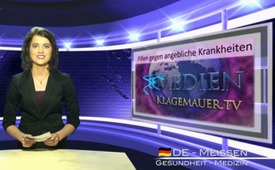 Pillen gegen angebliche Krankheiten
MEDIEN
KLAGEMAUER.TV
DE - MEISSEN
GESUNDHEIT - MEDIZIN